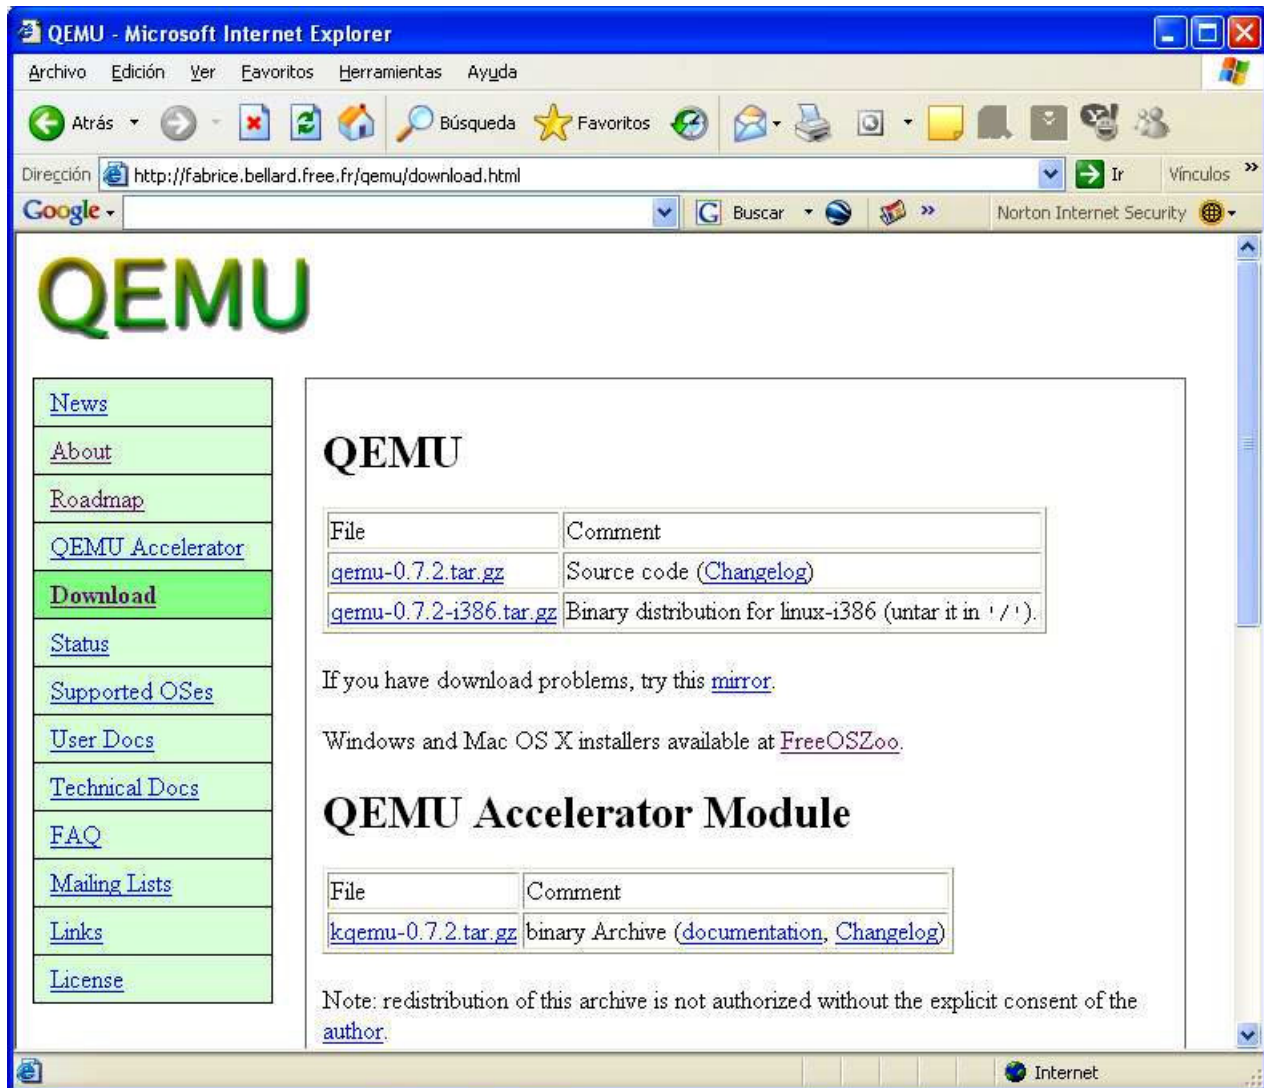 QEMU - Microsoft Internet Explorer
Archivo Edición Ver Favoritos Herramientas Ayuda
Atrás Búsqueda Favoritos
Dirección http://fabrice.bellard.free.fr/qemu/download.html Ir Vínculos »
Google Buscar » Norton Internet Security
QEMU
News
About
Roadmap
QEMU Accelerator
Download
Status
Supported OSes
User Docs
Technical Docs
FAQ
Mailing Lists
Links
License
QEMU
File Comment
qemu-0.7.2.tar.gz Source code (Changelog)
qemu-0.7.2-i386.tar.gz Binary distribution for linux-i386 (untar it in '/').
If you have download problems, try this mirror.
Windows and Mac OS X installers available at FreeOSZoo.
QEMU Accelerator Module
File Comment
kqemu-0.7.2.tar.gz binary Archive (documentation, Changelog)
Note: redistribution of this archive is not authorized without the explicit consent of the
author.
Internet